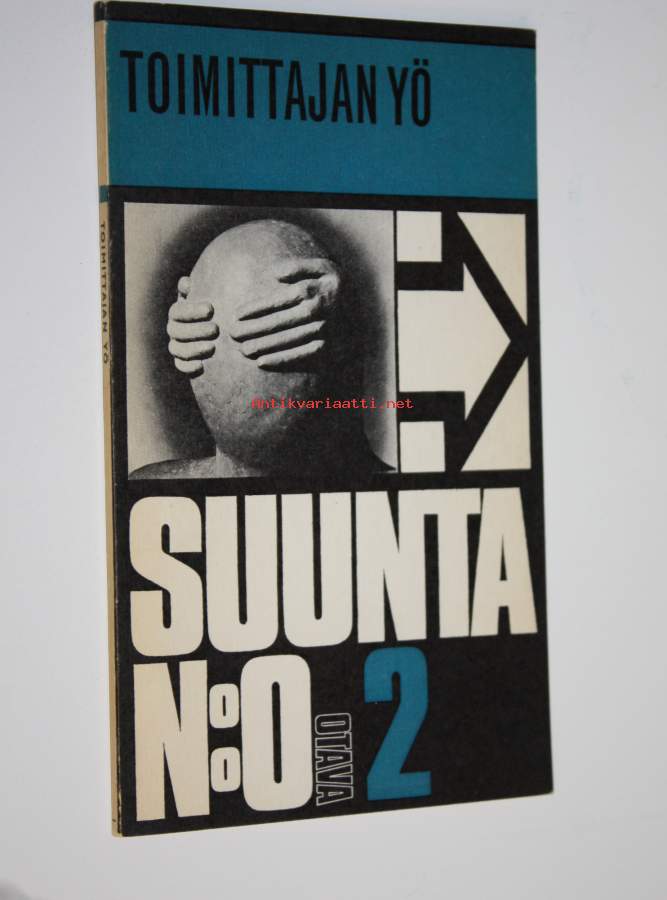 TOIMITTAJAN YÖ
TOIMITTAJAN YÖ
Antikvariaatti.net
SUUNTA
N:o O
OTAVA
2